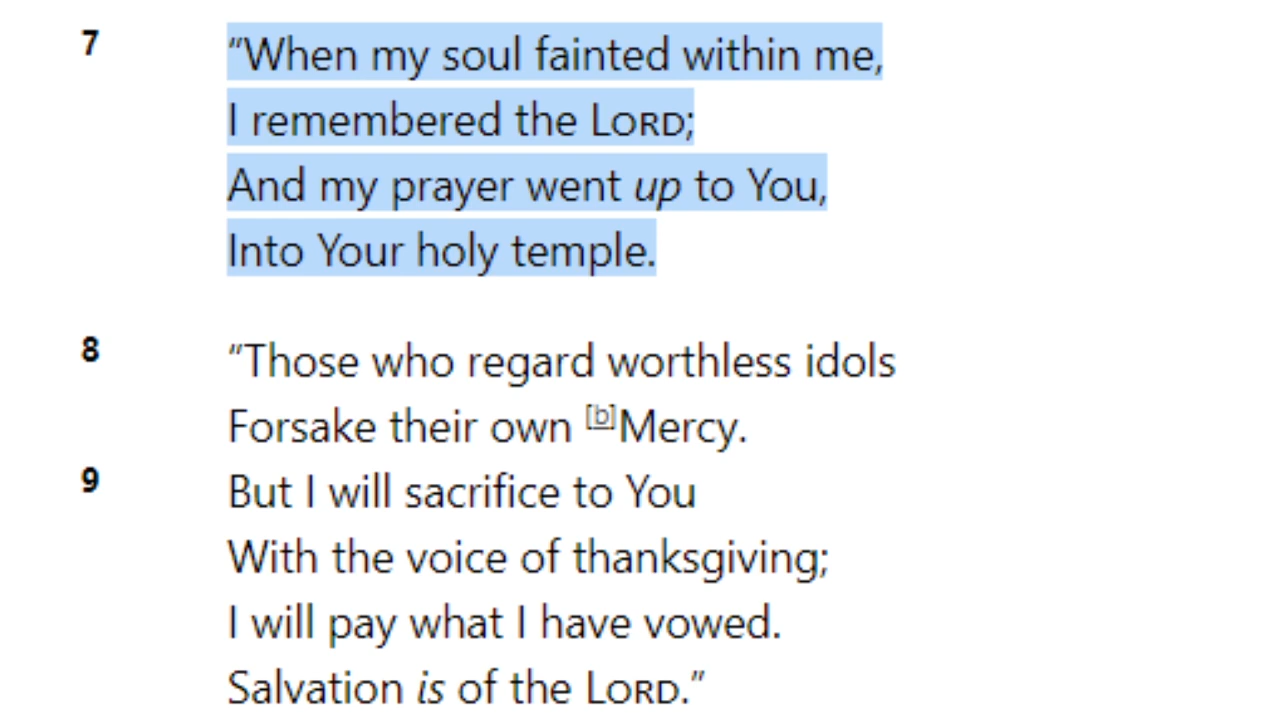 7 “When my soul fainted within me,
I remembered the LORD;
And my prayer went up to You,
Into Your holy temple.
8 “Those who regard worthless idols
Forsake their own [b]Mercy.
9 But I will sacrifice to You
With the voice of thanksgiving;
I will pay what I have vowed.
Salvation is of the LORD.”